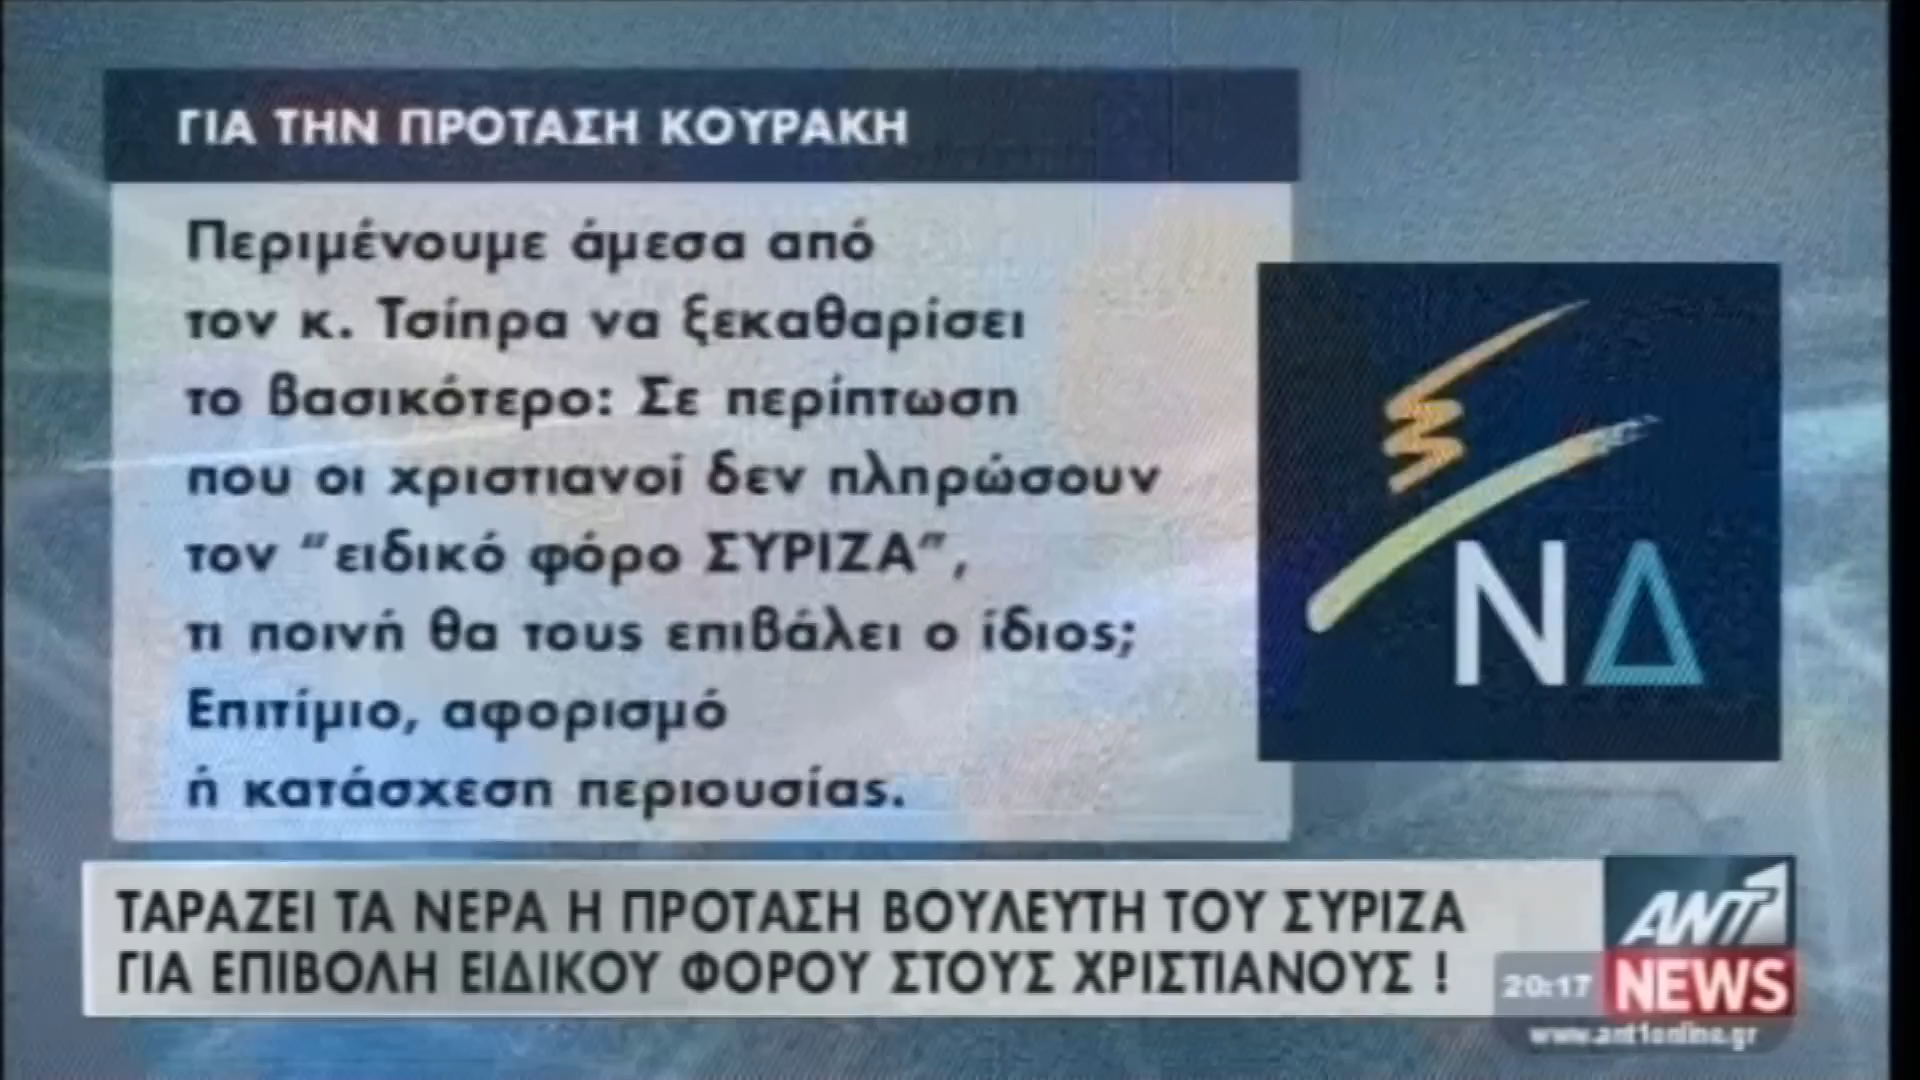 ΓΙΑ ΤΗΝ ΠΡΟΤΑΣΗ ΚΟΥΡΑΚΗ
Περιμένουμε άμεσα από
τον κ. Τσίπρα να ξεκαθαρίσει
το βασικότερο: Σε περίπτωση
που οι χριστιανοί δεν πληρώσουν
τον “ειδικό φόρο ΣΥΡΙΖΑ”,
τι ποινή θα τους επιβάλει ο ίδιος;
Επιτίμιο, αφορισμό
ή κατάσχεση περιουσίας.
ΝΔ
ΤΑΡΑΖΕΙ ΤΑ ΝΕΡΑ Η ΠΡΟΤΑΣΗ ΒΟΥΛΕΥΤΗ ΤΟΥ ΣΥΡΙΖΑ
ΓΙΑ ΕΠΙΒΟΛΗ ΕΙΔΙΚΟΥ ΦΟΡΟΥ ΣΤΟΥΣ ΧΡΙΣΤΙΑΝΟΥΣ !
ANT1
20:17 NEWS
www.ant1online.gr